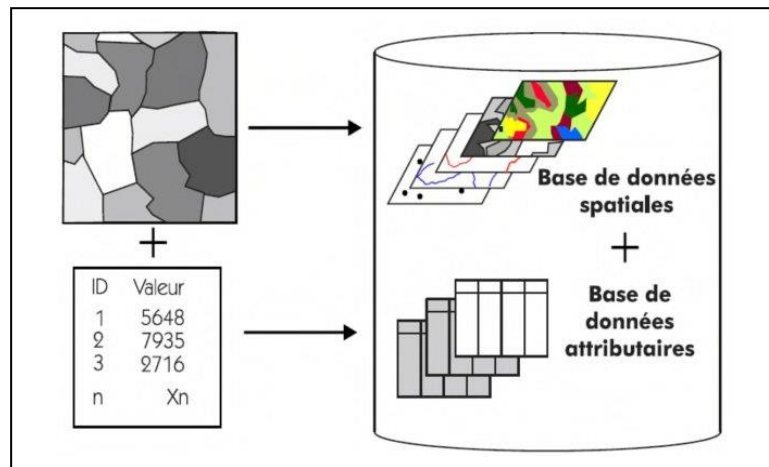 Base de données
spatiales
+
+
ID Valeur
1 5648
2 7935
3 2716
n Xn
Base de
données
attributaires